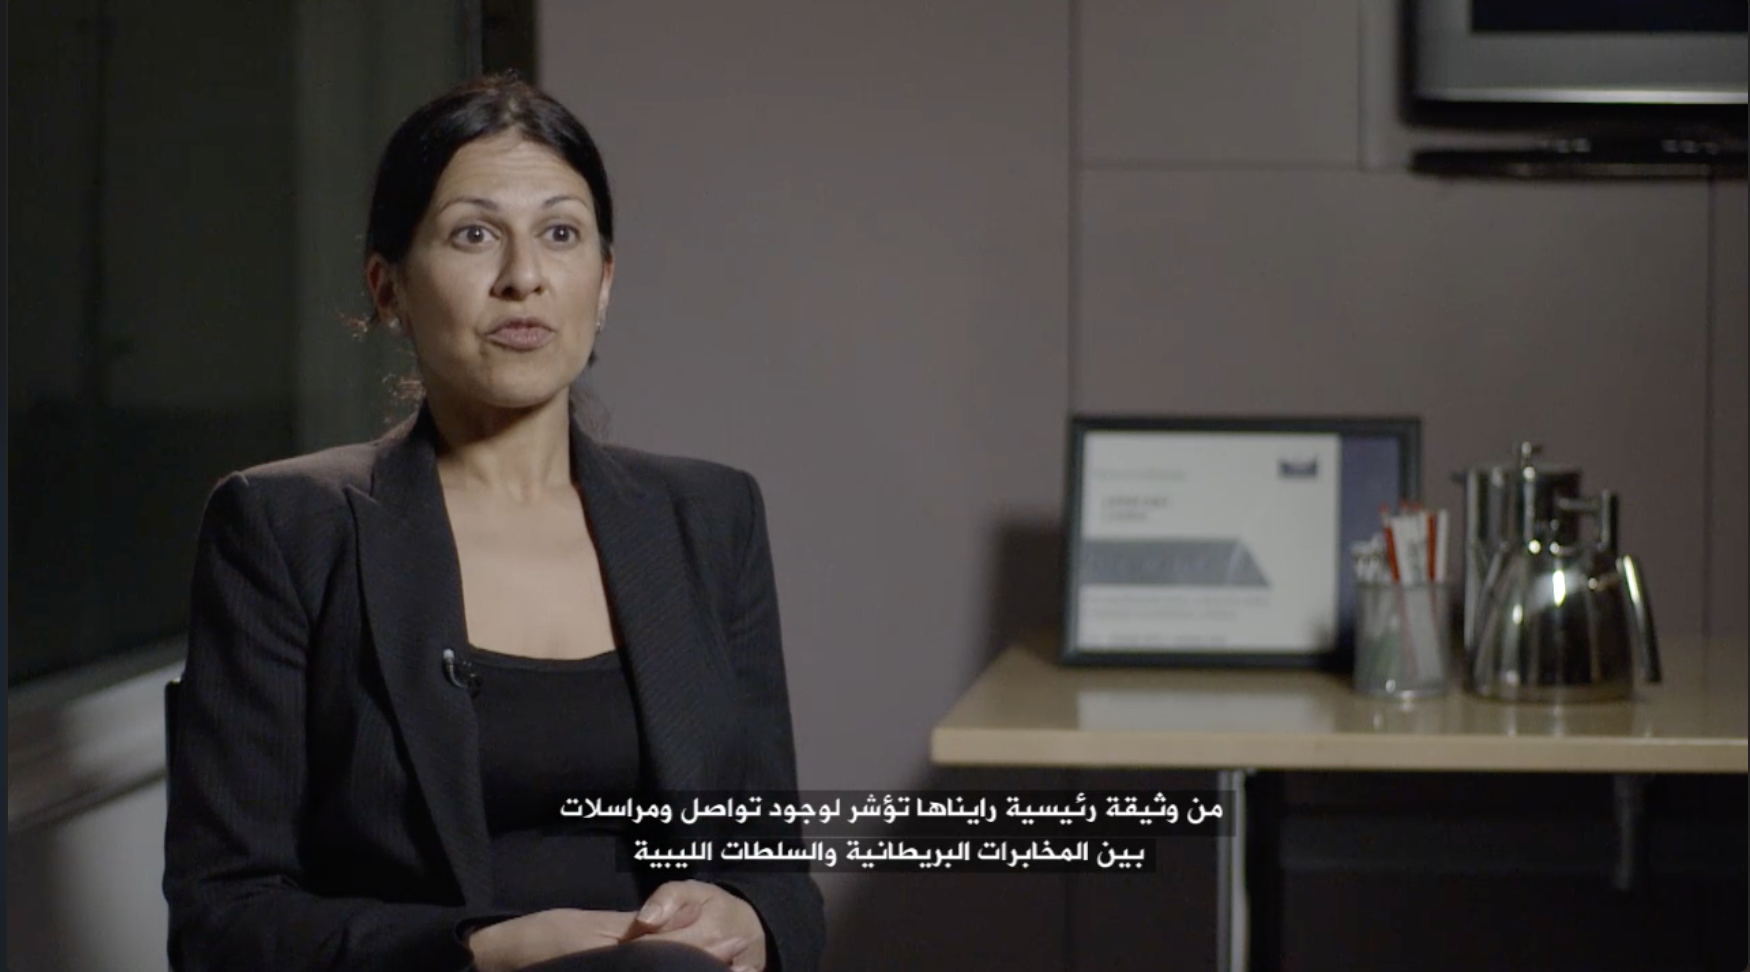 من وثيقة رئيسية رايناها تؤشر لوجود تواصل ومراسلات
بين المخابرات البريطانية والسلطات الليبية